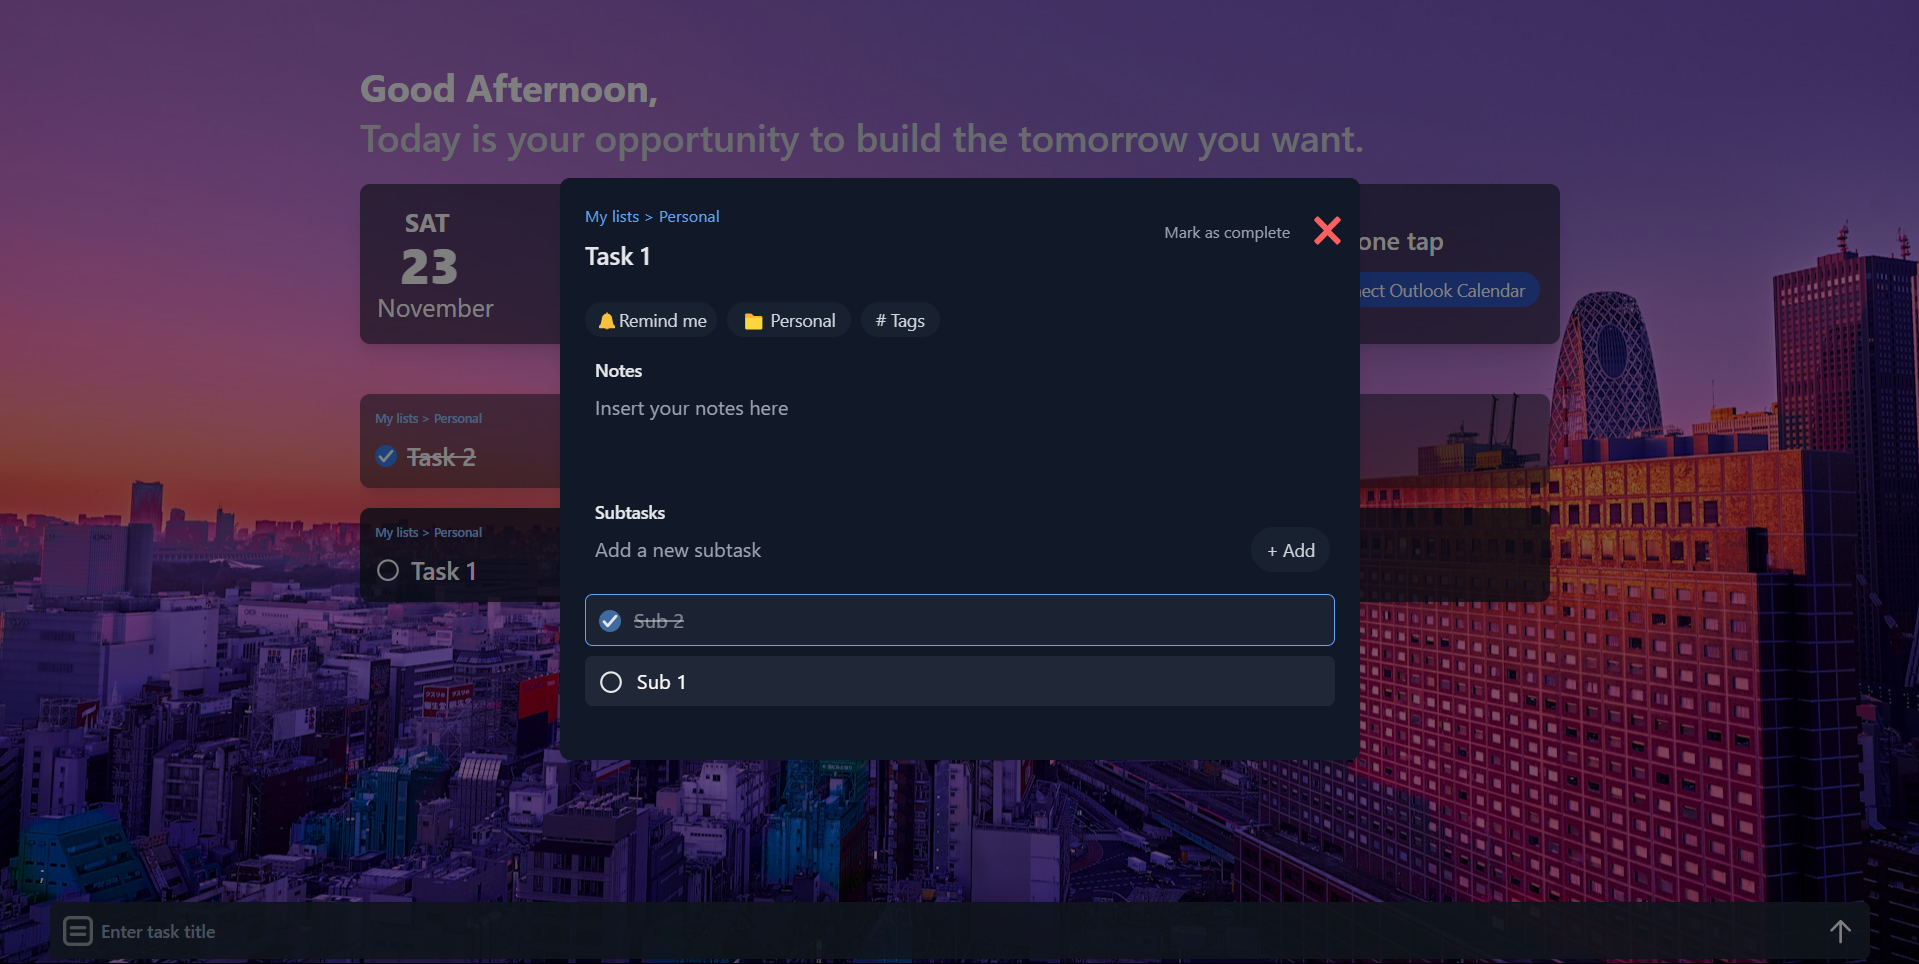 Good Afternoon,
Today is your opportunity to build the tomorrow you want.
SAT
23
November
one tap
Outlook Calendar
My lists > Personal
Task 2
My lists > Personal
Task 1
My lists > Personal
Task 1
Mark as complete
Remind me
Personal
# Tags
Notes
Insert your notes here
Subtasks
Add a new subtask
+ Add
Sub 2
Sub 1
Enter task title